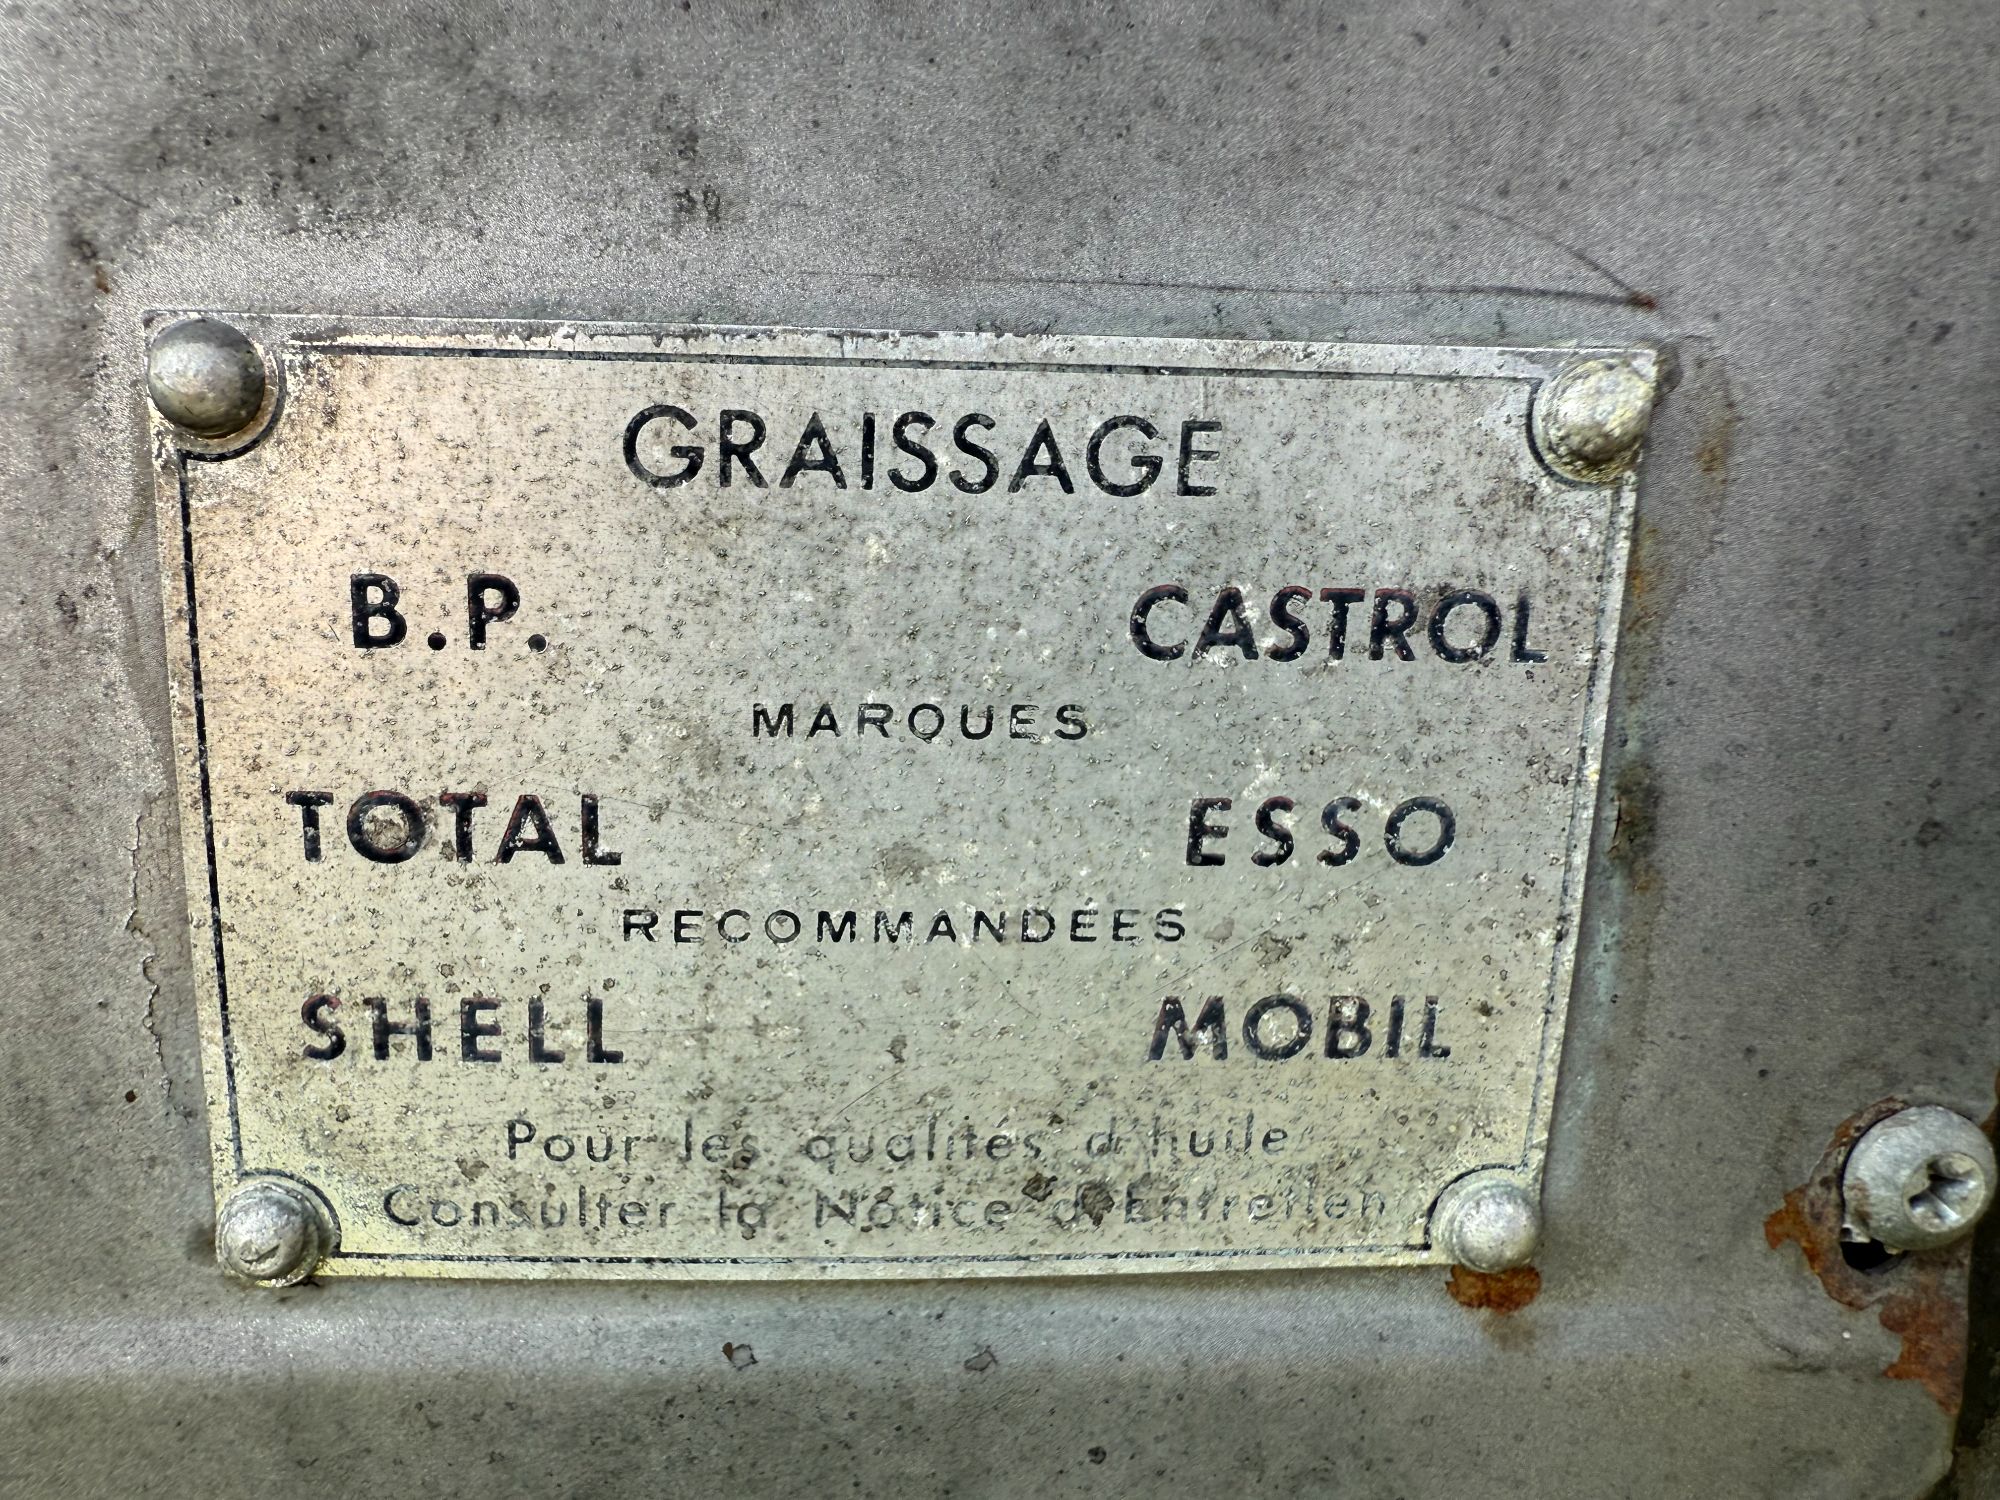 GRAISSAGE
B.P. CASTROL
MARQUES
TOTAL ESSO
RECOMMANDÉES
SHELL MOBIL
Pour les qualités d'huile
Consulter la Notice d'Entretien